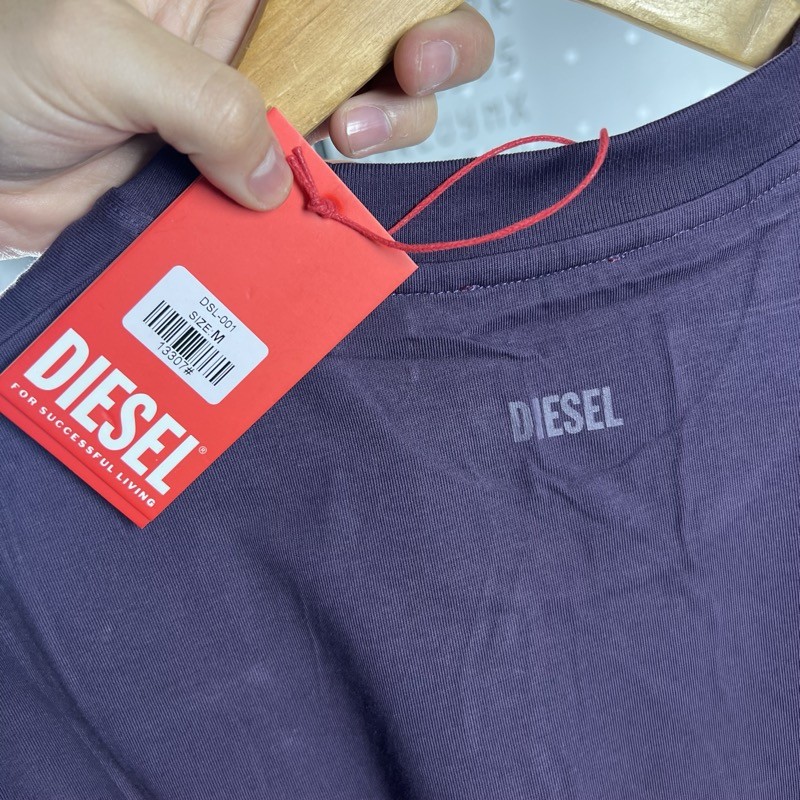 DSL-001
SIZE:M
13307#
DIESEL®
FOR SUCCESSFUL LIVING
DIESEL